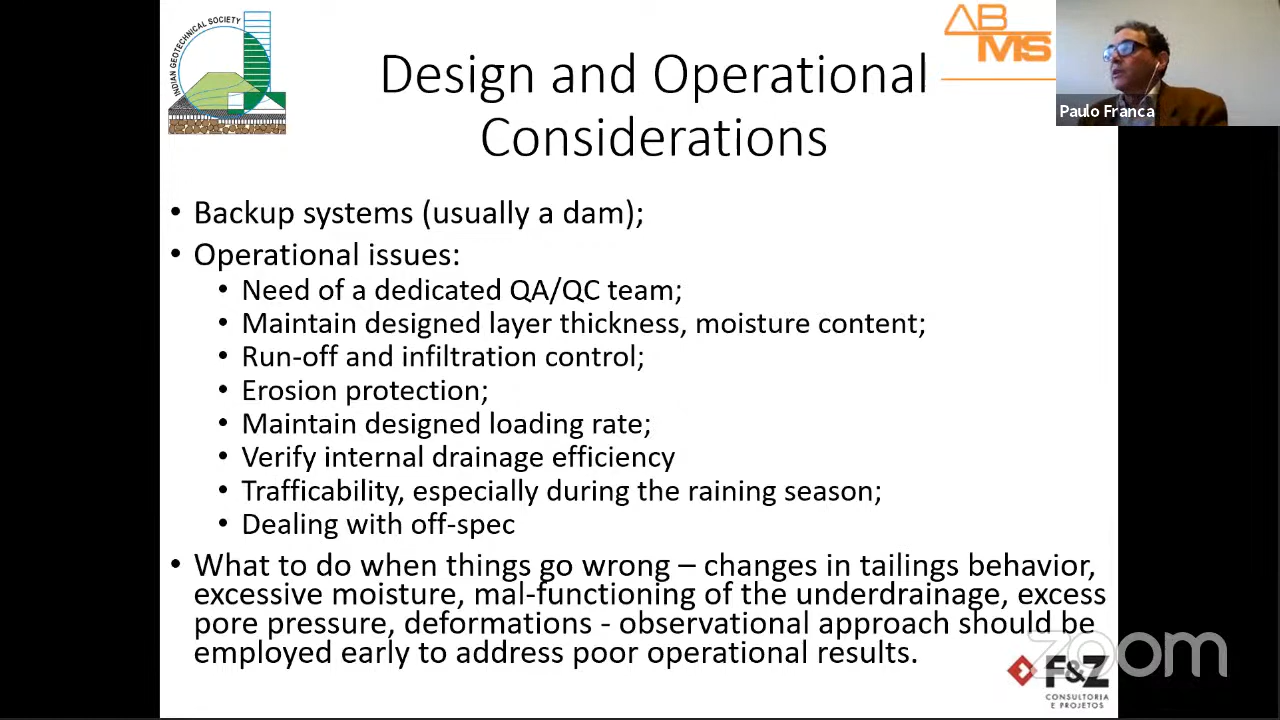 INDIAN GEOTECHNICAL SOCIETY
AB
MS
Paulo Franca
Design and Operational
Considerations
• Backup systems (usually a dam);
• Operational issues:
• Need of a dedicated QA/QC team;
• Maintain designed layer thickness, moisture content;
• Run-off and infiltration control;
• Erosion protection;
• Maintain designed loading rate;
• Verify internal drainage efficiency
• Trafficability, especially during the raining season;
• Dealing with off-spec
• What to do when things go wrong – changes in tailings behavior,
excessive moisture, mal-functioning of the underdrainage, excess
pore pressure, deformations - observational approach should be
employed early to address poor operational results.
zoom
F&Z
CONSULTORIA
E PROJETOS